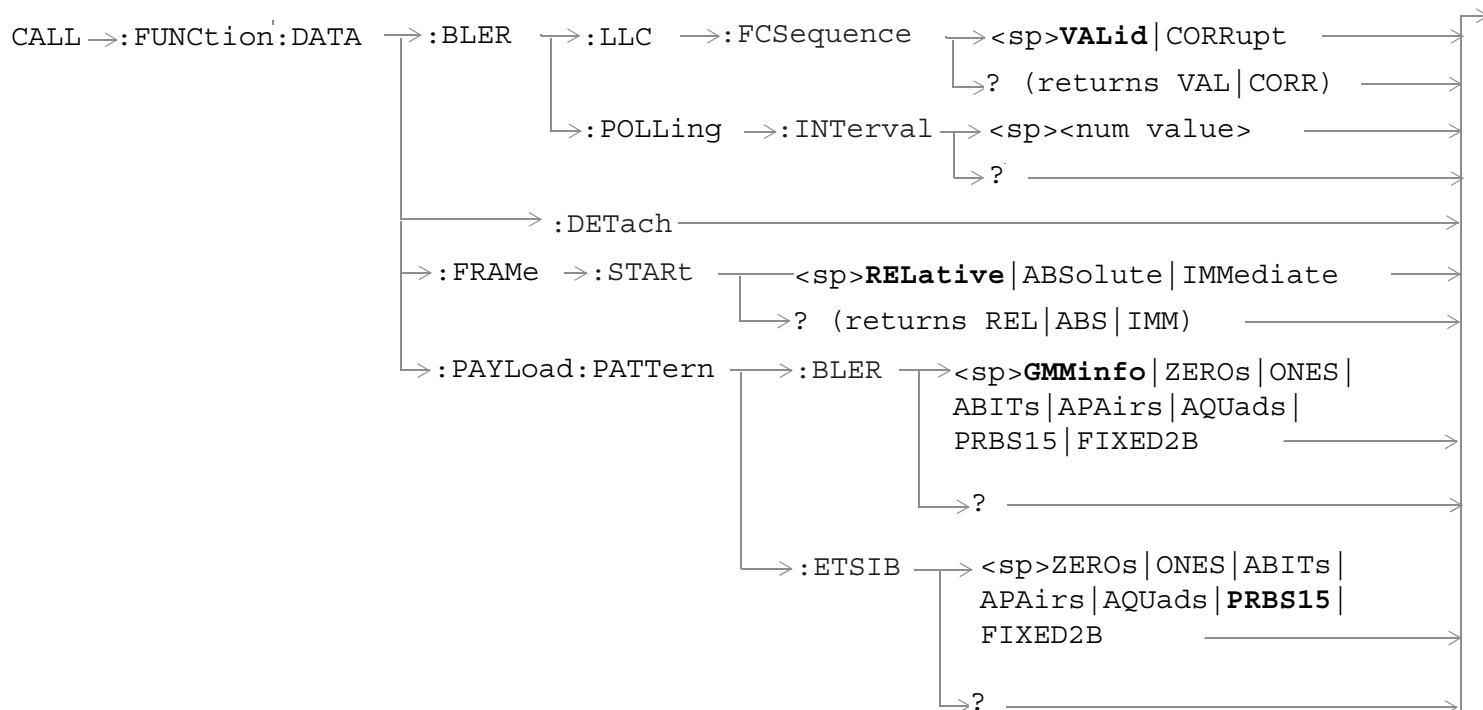 CALL :FUNCtion:DATA :BLER :LLC :FCSequence <sp>VALid|CORRupt
? (returns VAL|CORR)
:POLLing :INTerval <sp><num value>
?
:DETach
:FRAMe :STARt <sp>RELative|ABSolute|IMMediate
? (returns REL|ABS|IMM)
:PAYLoad:PATTern :BLER <sp>GMMinfo|ZEROs|ONES|
ABITs|APAirs|AQUads|
PRBS15|FIXED2B
?
:ETSIB <sp>ZEROs|ONES|ABITs|
APAirs|AQUads|PRBS15|
FIXED2B
?